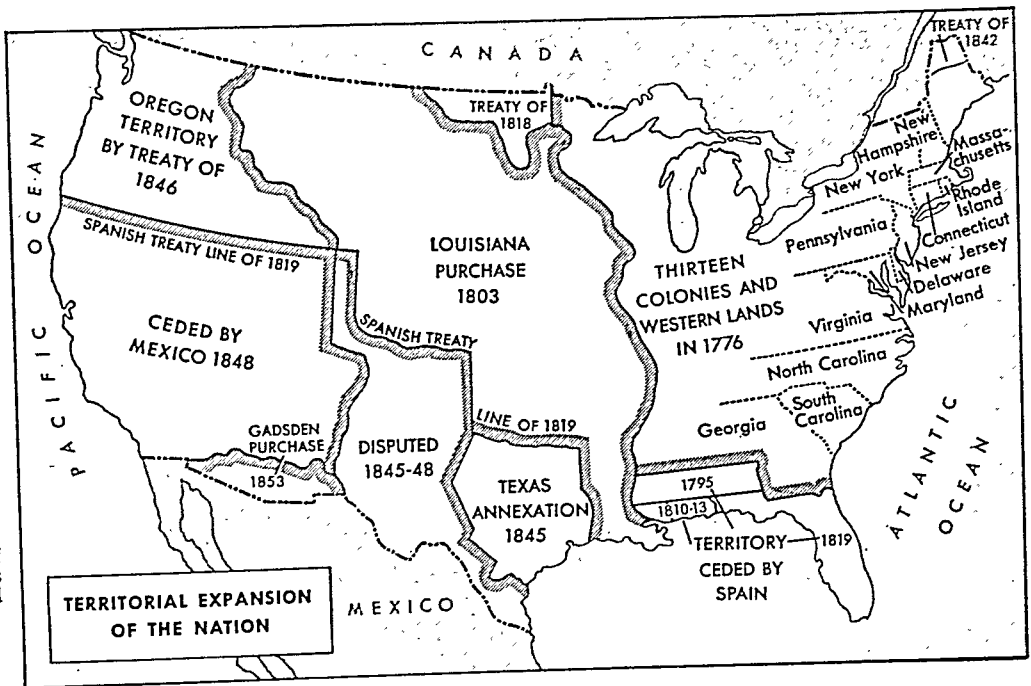 CANADA
TREATY OF
1842
OREGON
TERRITORY
BY TREATY OF
1846
TREATY OF
1818
New
Hampshire
Massa-
chusetts
New York
Rhode
Island
Connecticut
Pennsylvania
New Jersey
Delaware
Maryland
PACIFIC OCEAN
SPANISH TREATY LINE OF 1819
LOUISIANA
PURCHASE
1803
THIRTEEN
COLONIES AND
WESTERN LANDS
IN 1776
Virginia
North Carolina
South
Carolina
Georgia
CEDED BY
MEXICO 1848
SPANISH TREATY
LINE OF 1819
GADSDEN
PURCHASE
1853
DISPUTED
1845-48
TEXAS
ANNEXATION
1845
1795
1810-13
1819
TERRITORY
CEDED BY
SPAIN
ATLANTIC
OCEAN
MEXICO
TERRITORIAL EXPANSION
OF THE NATION